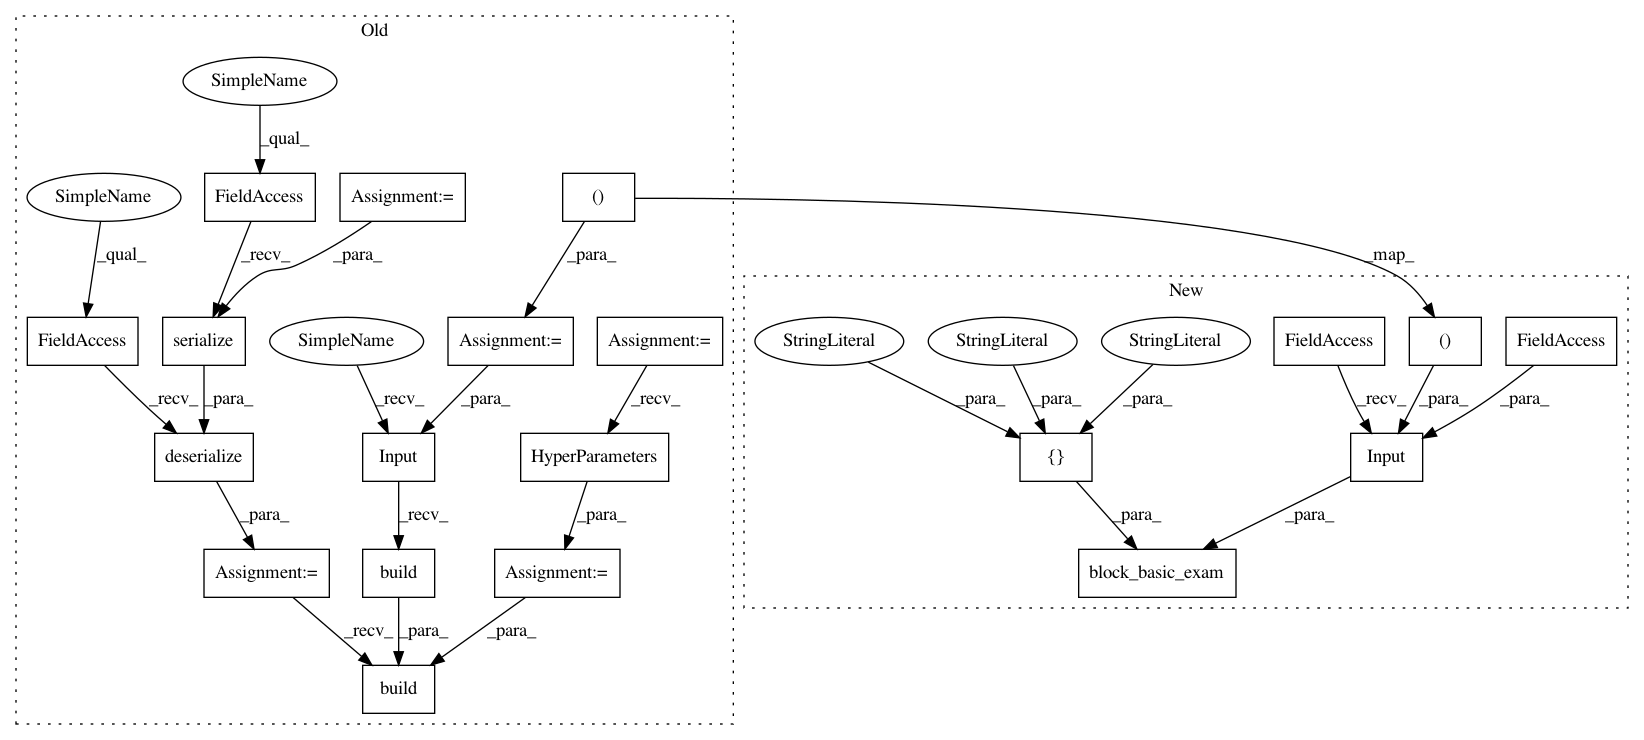 Old
SimpleName
_qual_
SimpleName
FieldAccess
Assignment:=
()
_qual_
_recv_
_para_
_para_
_map_
New
FieldAccess
serialize
SimpleName
Assignment:=
Assignment:=
StringLiteral
StringLiteral
StringLiteral
FieldAccess
()
FieldAccess
_recv_
_para_
_recv_
_para_
_recv_
_para_
_para_
_para_
_recv_
_para_
_para_
deserialize
Input
HyperParameters
{}
Input
_para_
_recv_
_para_
_para_
_para_
Assignment:=
build
Assignment:=
block_basic_exam
_recv_
_para_
_para_
build